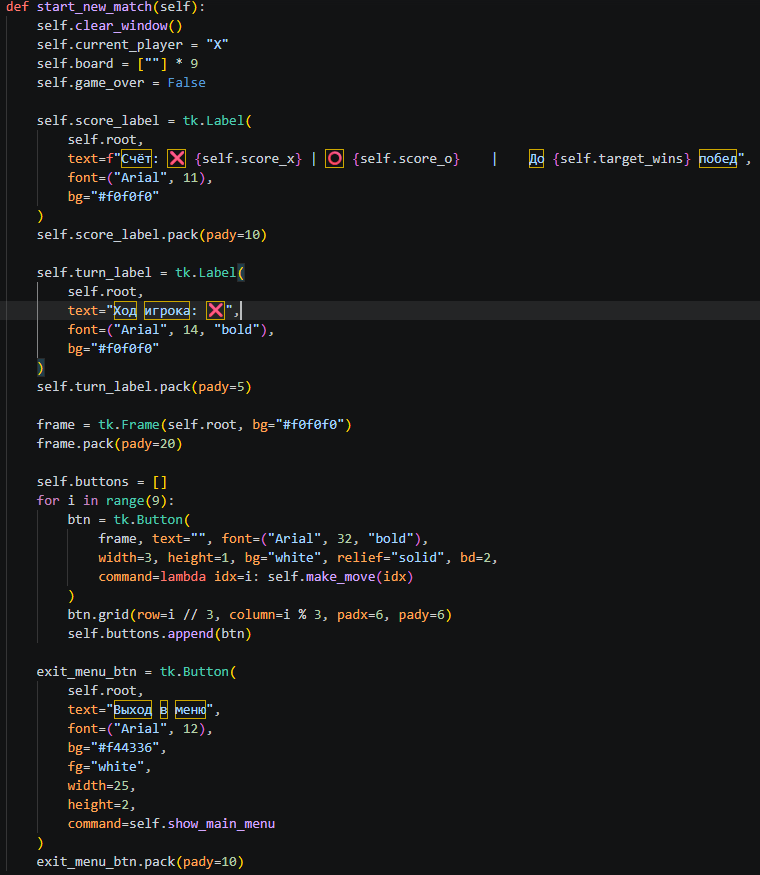 def start_new_match(self):
    self.clear_window()
    self.current_player = "X"
    self.board = [""] * 9
    self.game_over = False

    self.score_label = tk.Label(
        self.root,
        text=f"Счёт: ❌ {self.score_x} | ⭕ {self.score_o}    |    До {self.target_wins} побед",
        font=("Arial", 11),
        bg="#f0f0f0"
    )
    self.score_label.pack(pady=10)

    self.turn_label = tk.Label(
        self.root,
        text="Ход игрока: ❌",
        font=("Arial", 14, "bold"),
        bg="#f0f0f0"
    )
    self.turn_label.pack(pady=5)

    frame = tk.Frame(self.root, bg="#f0f0f0")
    frame.pack(pady=20)

    self.buttons = []
    for i in range(9):
        btn = tk.Button(
            frame, text="", font=("Arial", 32, "bold"),
            width=3, height=1, bg="white", relief="solid", bd=2,
            command=lambda idx=i: self.make_move(idx)
        )
        btn.grid(row=i // 3, column=i % 3, padx=6, pady=6)
        self.buttons.append(btn)

    exit_menu_btn = tk.Button(
        self.root,
        text="Выход в меню",
        font=("Arial", 12),
        bg="#f44336",
        fg="white",
        width=25,
        height=2,
        command=self.show_main_menu
    )
    exit_menu_btn.pack(pady=10)